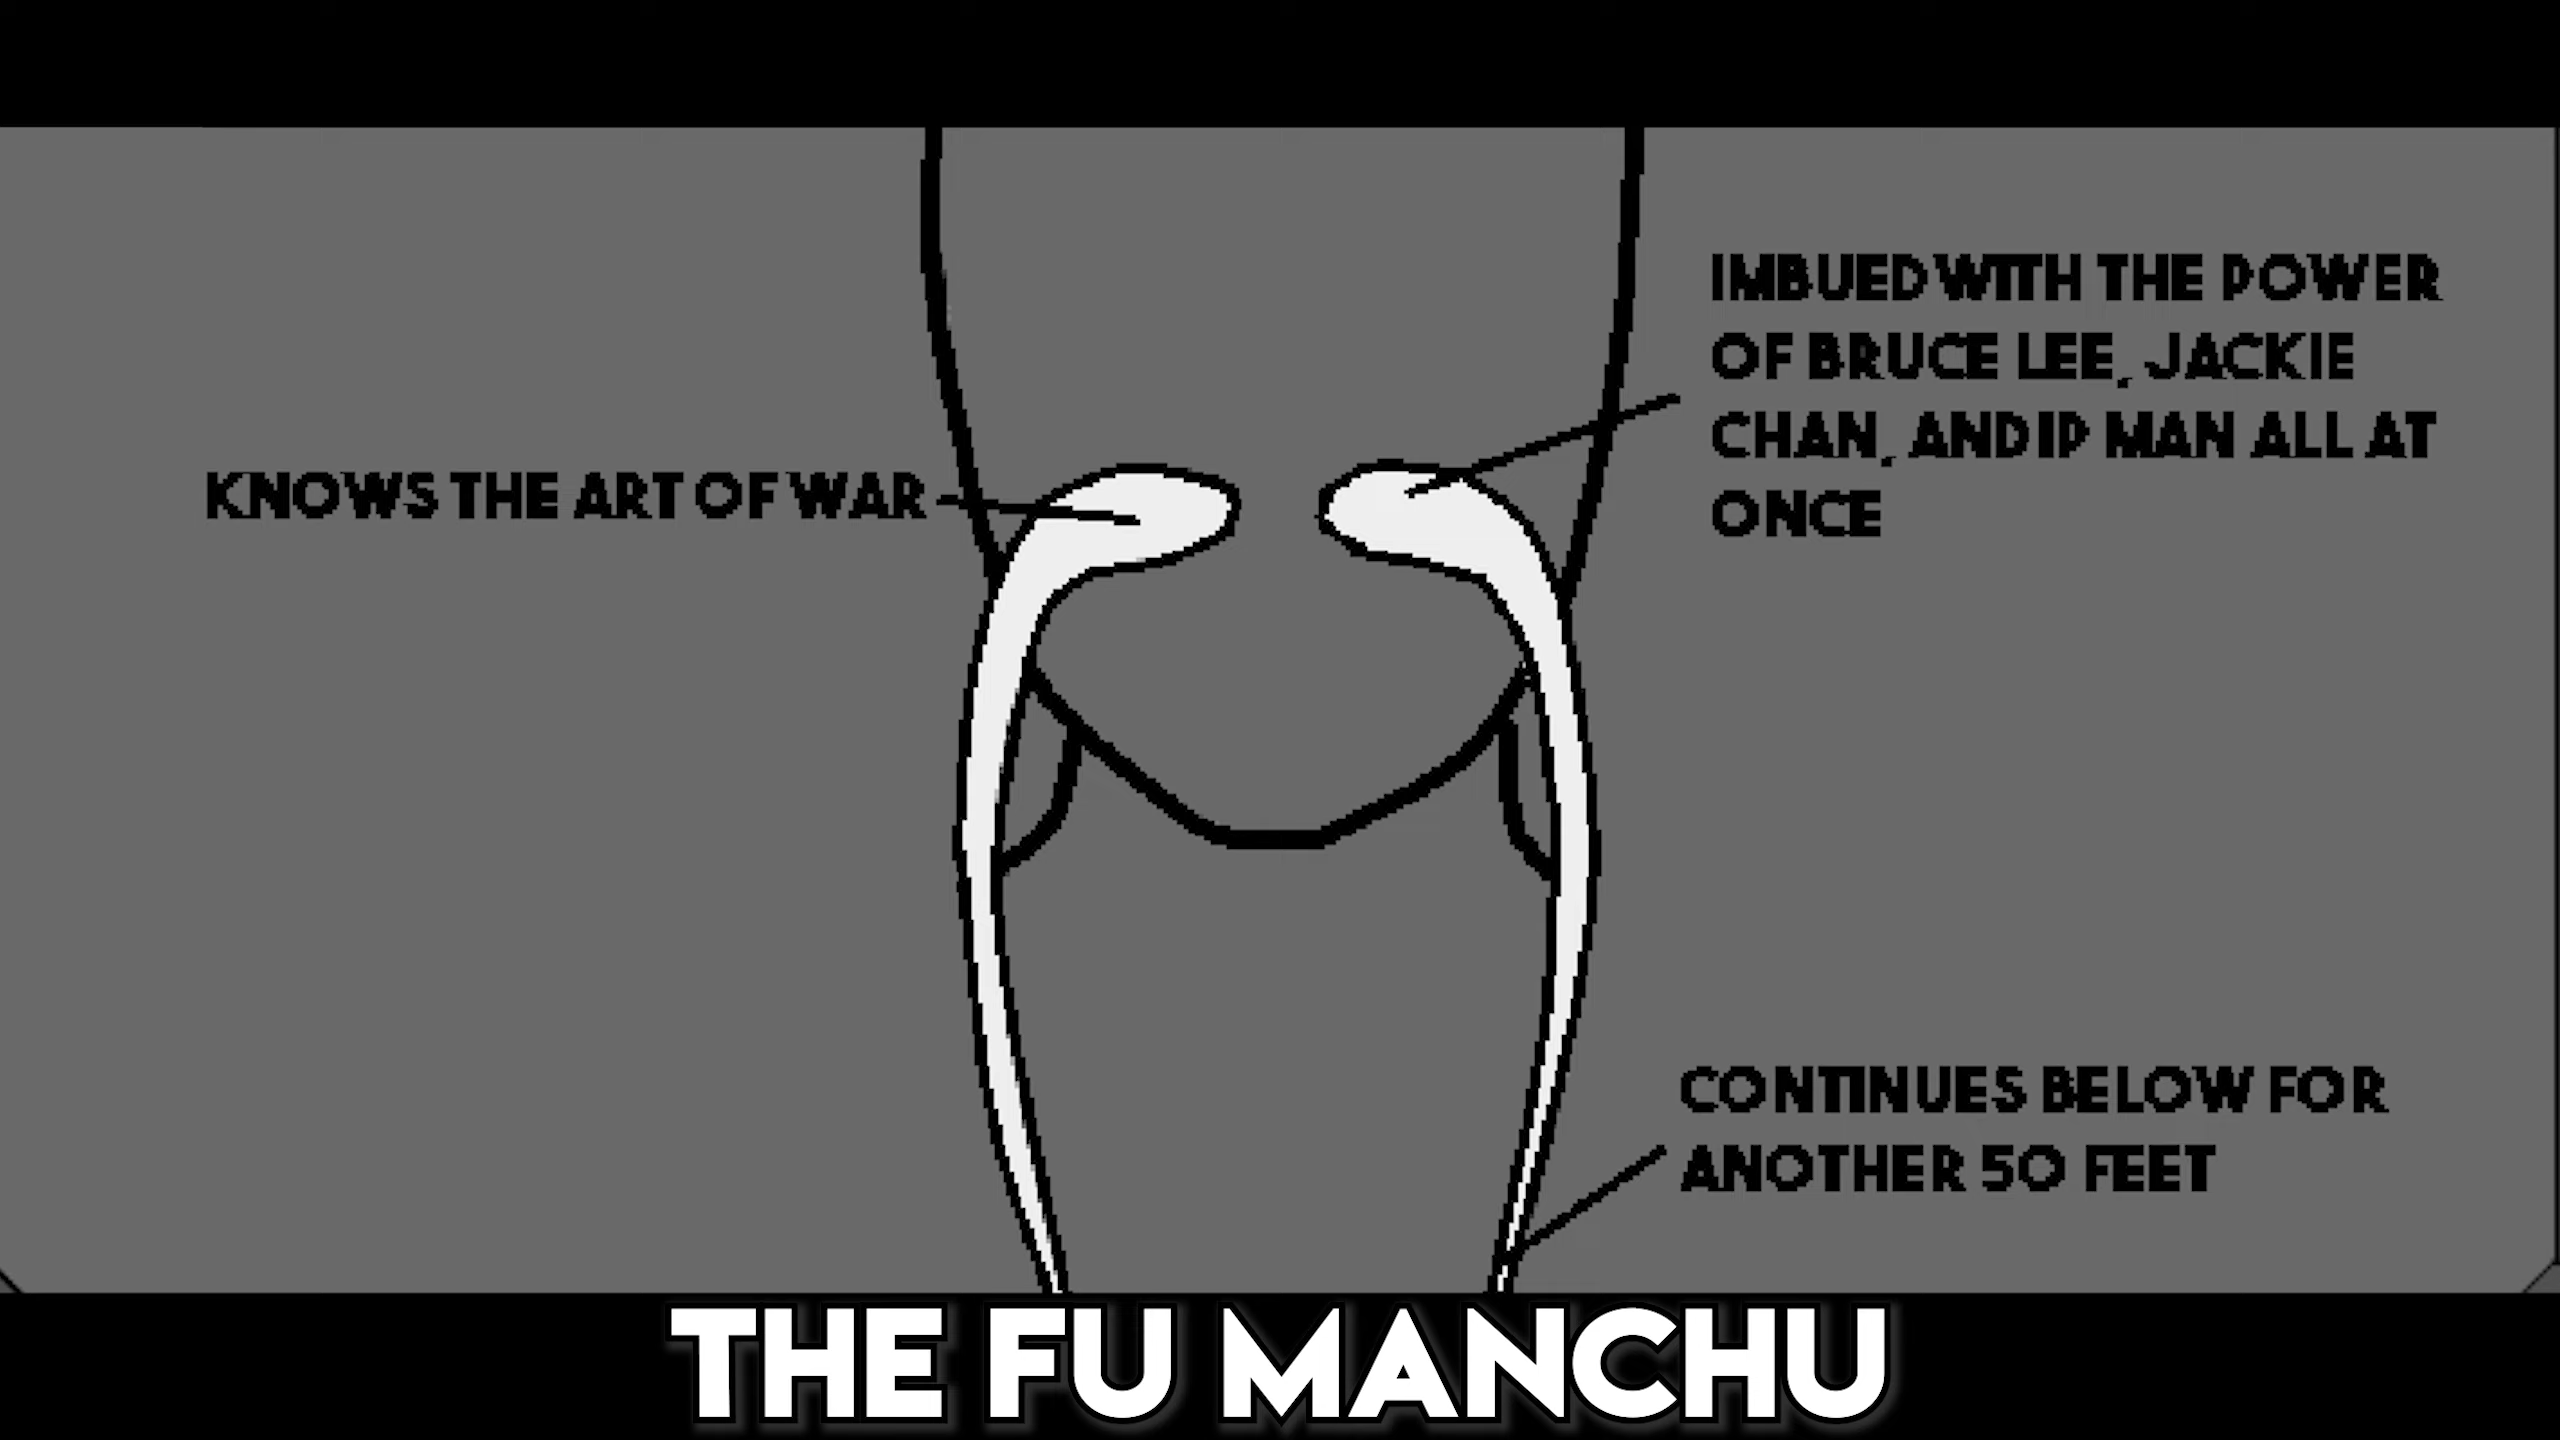 IMBUED WITH THE POWER
OF BRUCE LEE, JACKIE
CHAN, AND IP MAN ALL AT
ONCE
KNOWS THE ART OF WAR
CONTINUES BELOW FOR
ANOTHER 50 FEET
THE FU MANCHU